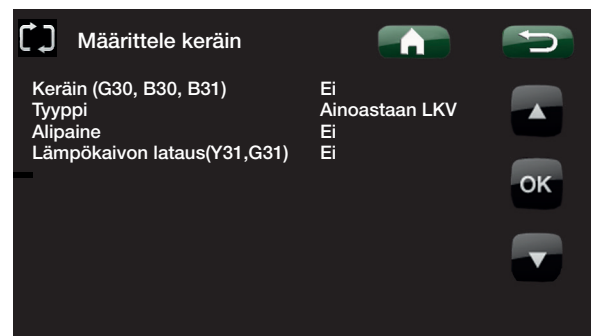 Määrittele keräin
Keräin (G30, B30, B31) Ei
Tyyppi Ainoastaan LKV
Alipaine Ei
Lämpökaivon lataus(Y31,G31) Ei
OK